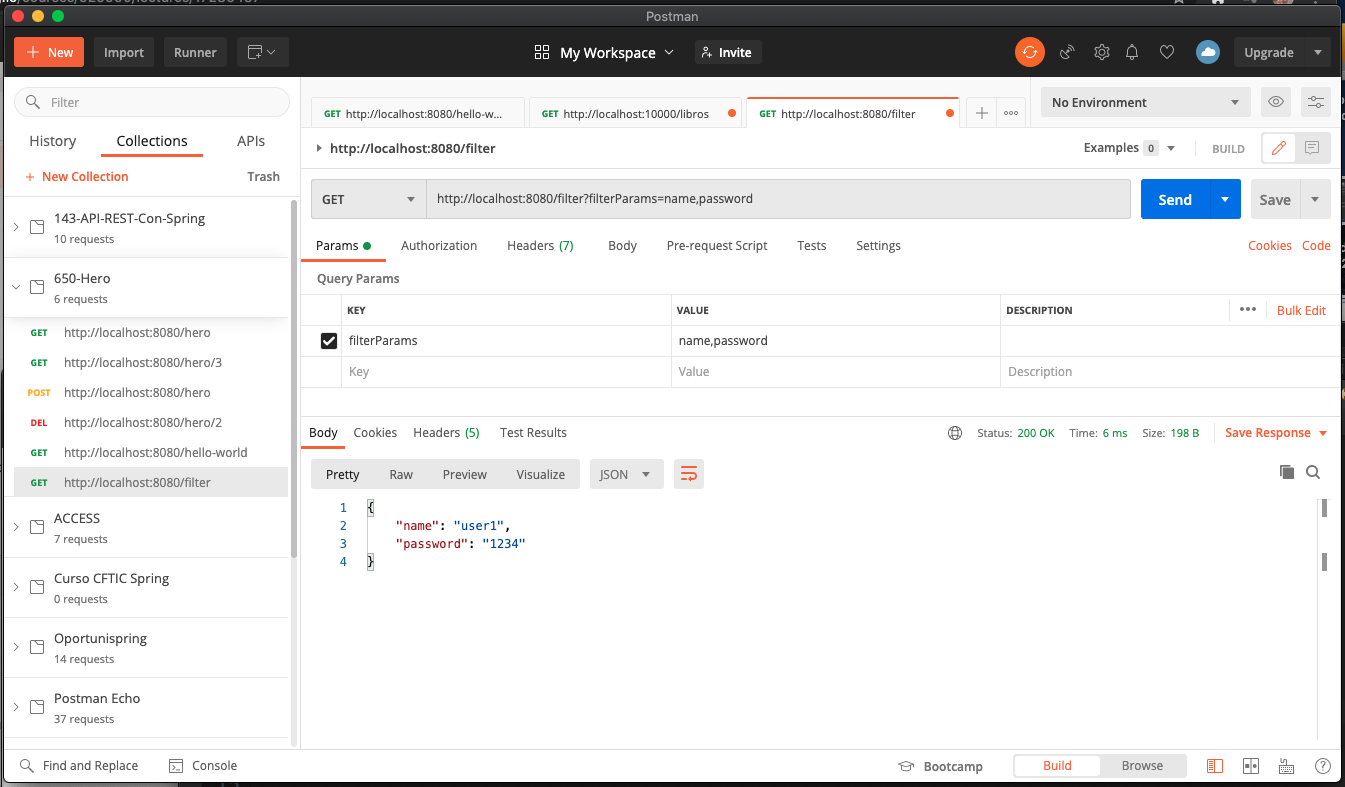 Postman
New
Import
Runner
My Workspace
Invite
Upgrade
Filter
History
Collections
APIs
+ New Collection
Trash
143-API-REST-Con-Spring
10 requests
650-Hero
6 requests
GET http://localhost:8080/hero
GET http://localhost:8080/hero/3
POST http://localhost:8080/hero
DEL http://localhost:8080/hero/2
GET http://localhost:8080/hello-world
GET http://localhost:8080/filter
ACCESS
7 requests
Curso CFTIC Spring
0 requests
Oportunispring
14 requests
Postman Echo
37 requests
GET http://localhost:8080/hello-w...
GET http://localhost:10000/libros
GET http://localhost:8080/filter
No Environment
http://localhost:8080/filter
Examples 0
BUILD
GET
http://localhost:8080/filter?filterParams=name,password
Send
Save
Params
Authorization
Headers (7)
Body
Pre-request Script
Tests
Settings
Cookies
Code
Query Params
KEY
VALUE
DESCRIPTION
Bulk Edit
filterParams
name,password
Key
Value
Description
Body
Cookies
Headers (5)
Test Results
Status: 200 OK
Time: 6 ms
Size: 198 B
Save Response
Pretty
Raw
Preview
Visualize
JSON
1 {
2 "name": "user1",
3 "password": "1234"
4 }
Find and Replace
Console
Bootcamp
Build
Browse